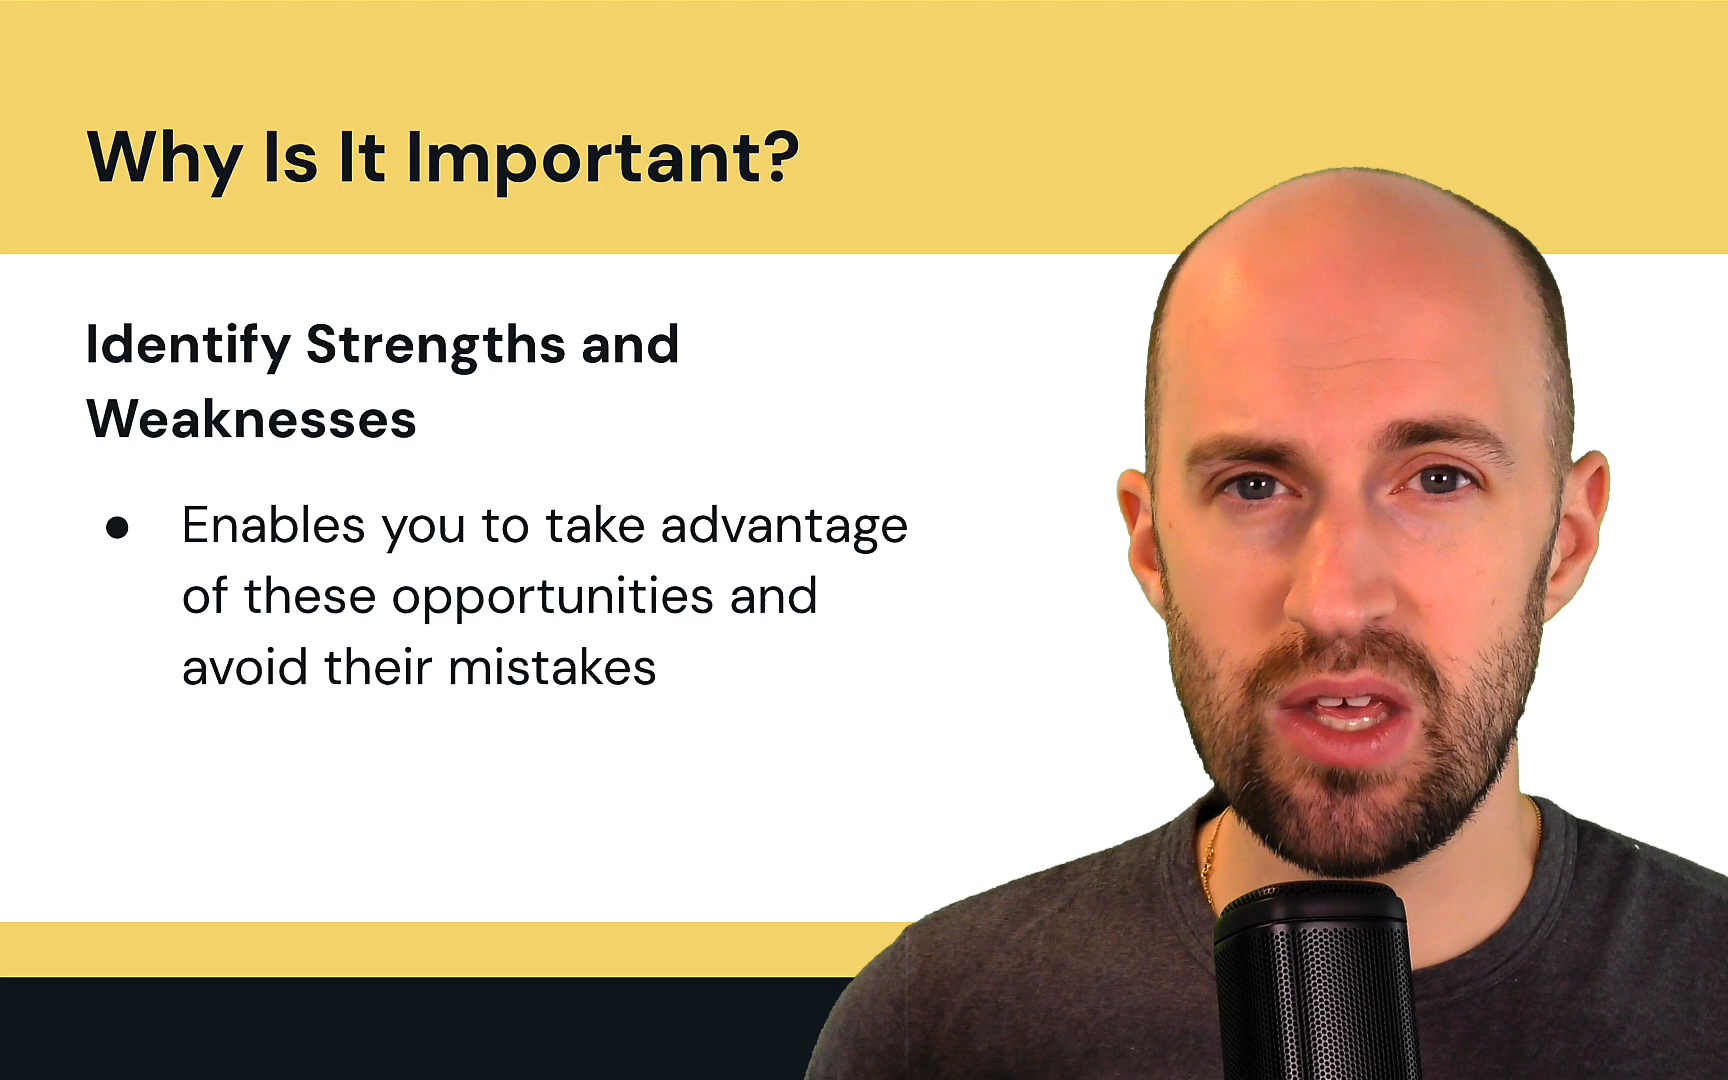 Why Is It Important?
Identify Strengths and
Weaknesses
● Enables you to take advantage
of these opportunities and
avoid their mistakes